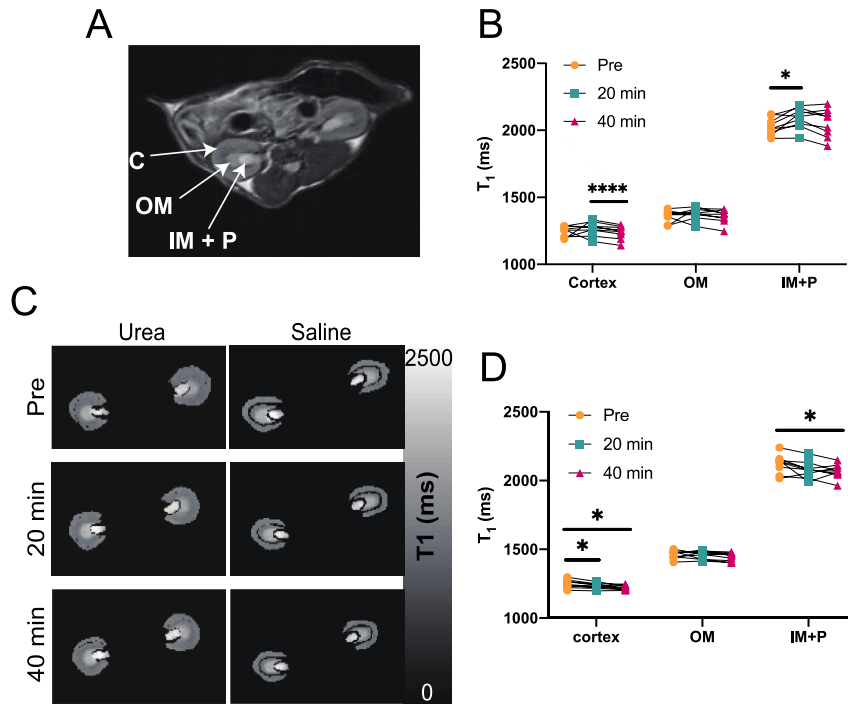 A
C
OM
IM + P
B
Pre
20 min
40 min
T1 (ms)
2500
2000
1500
1000
*
****
Cortex
OM
IM+P
C
Urea
Saline
Pre
20 min
40 min
2500
T1 (ms)
0
D
Pre
20 min
40 min
T1 (ms)
2500
2000
1500
1000
*
*
*
cortex
OM
IM+P